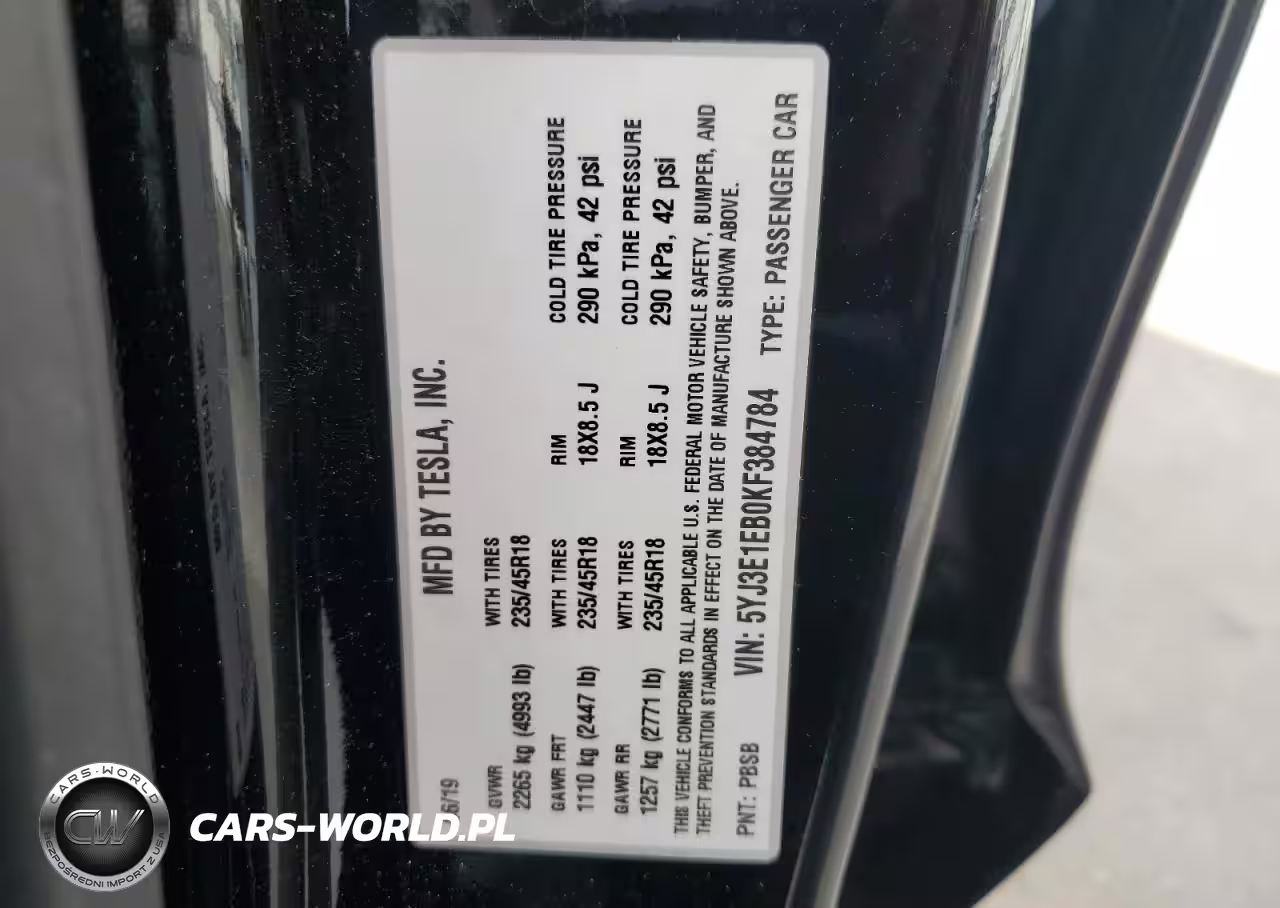 6/19
MFD BY TESLA, INC.
GVWR WITH TIRES
2265 kg (4993 lb) 235/45R18
GAWR FRT WITH TIRES RIM COLD TIRE PRESSURE
1110 kg (2447 lb) 235/45R18 18X8.5 J 290 kPa, 42 psi
GAWR RR WITH TIRES RIM COLD TIRE PRESSURE
1257 kg (2771 lb) 235/45R18 18X8.5 J 290 kPa, 42 psi
THIS VEHICLE CONFORMS TO ALL APPLICABLE U.S. FEDERAL MOTOR VEHICLE SAFETY, BUMPER, AND
THEFT PREVENTION STANDARDS IN EFFECT ON THE DATE OF MANUFACTURE SHOWN ABOVE.
PNT: PBSB VIN: 5YJ3E1EB0KF384784 TYPE: PASSENGER CAR
CARS-WORLD
CW
BEZPOŚREDNI IMPORT Z USA
CARS-WORLD.PL